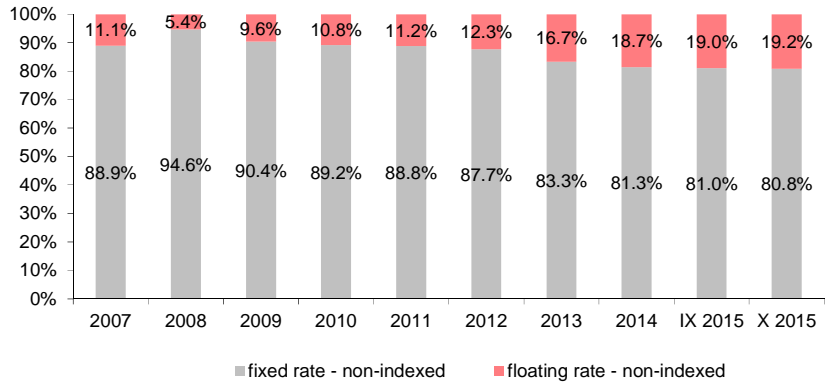 100%
90%
80%
70%
60%
50%
40%
30%
20%
10%
0%
11.1% 5.4% 9.6% 10.8% 11.2% 12.3% 16.7% 18.7% 19.0% 19.2%
88.9% 94.6% 90.4% 89.2% 88.8% 87.7% 83.3% 81.3% 81.0% 80.8%
2007 2008 2009 2010 2011 2012 2013 2014 IX 2015 X 2015
fixed rate - non-indexed floating rate - non-indexed